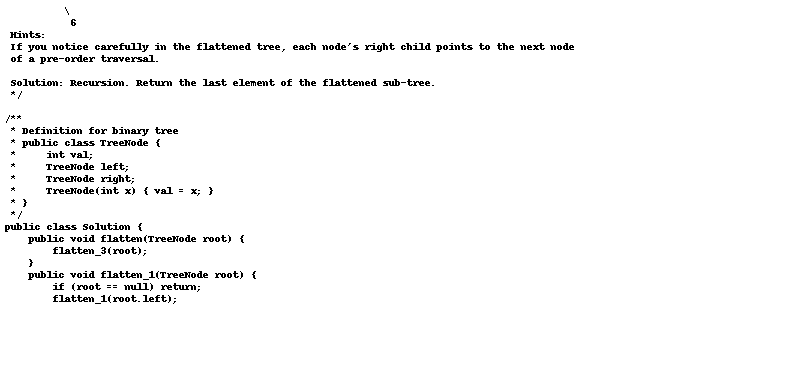 \
           6
 Hints:
 If you notice carefully in the flattened tree, each node's right child points to the next node
 of a pre-order traversal.

 Solution: Recursion. Return the last element of the flattened sub-tree.
 */

/**
 * Definition for binary tree
 * public class TreeNode {
 *     int val;
 *     TreeNode left;
 *     TreeNode right;
 *     TreeNode(int x) { val = x; }
 * }
 */
public class Solution {
    public void flatten(TreeNode root) {
        flatten_3(root);
    }
    public void flatten_1(TreeNode root) {
        if (root == null) return;
        flatten_1(root.left);